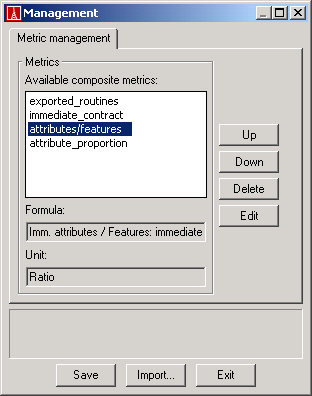 Management
Metric management
Metrics
Available composite metrics:
exported_routines
immediate_contract
attributes/features
attribute_proportion
Up
Down
Delete
Edit
Formula:
Imm. attributes / Features: immediate
Unit:
Ratio
Save
Import...
Exit